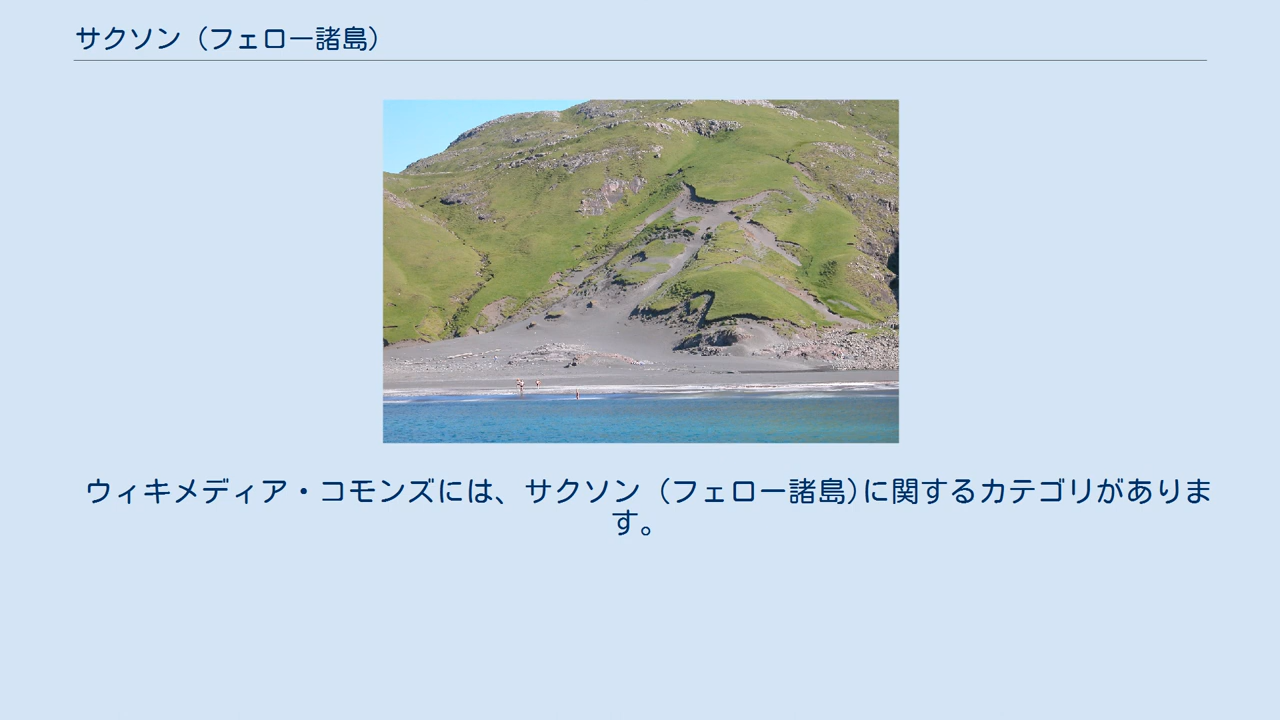 サクソン（フェロー諸島）
ウィキメディア・コモンズには、サクソン（フェロー諸島)に関するカテゴリがありま
す。